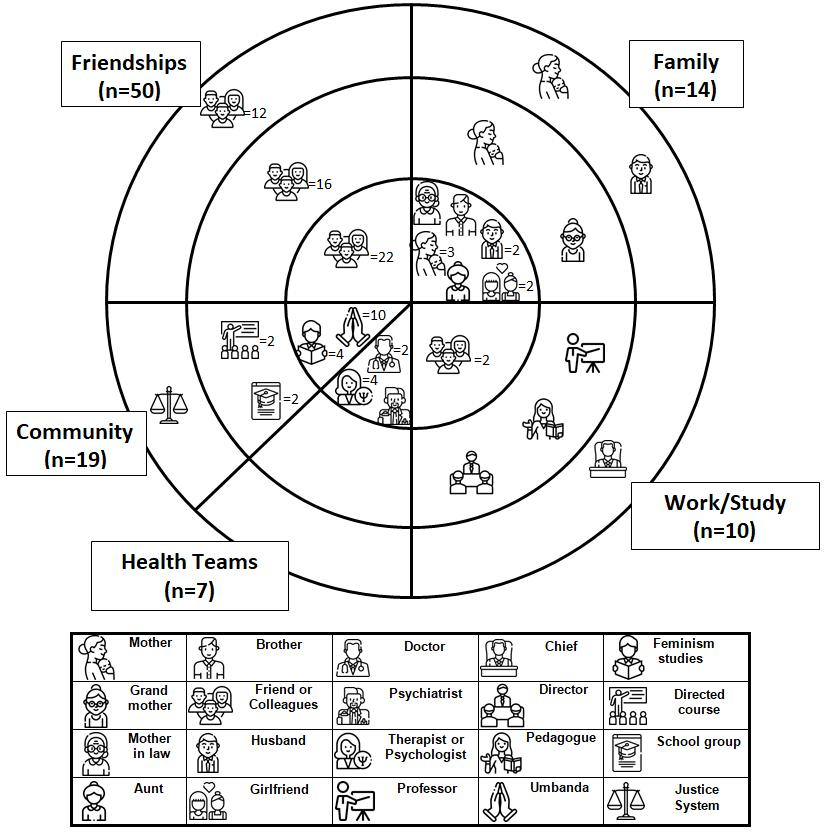 Friendships
(n=50)
Family
(n=14)
=12
=16
=22
=3
=2
=2
=10
=4
=2
=4
=2
=2
=2
Community
(n=19)
Work/Study
(n=10)
Health Teams
(n=7)
Mother
Brother
Doctor
Chief
Feminism
studies
Grand
mother
Friend or
Colleagues
Psychiatrist
Director
Directed
course
Mother
in law
Husband
Therapist or
Psychologist
Pedagogue
School group
Aunt
Girlfriend
Professor
Umbanda
Justice
System